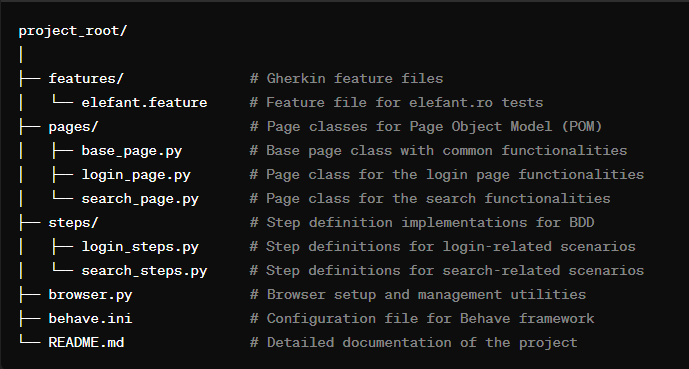 project_root/
│
├── features/               # Gherkin feature files
│   └── elefant.feature     # Feature file for elefant.ro tests
├── pages/                  # Page classes for Page Object Model (POM)
│   ├── base_page.py        # Base page class with common functionalities
│   ├── login_page.py       # Page class for the login page functionalities
│   └── search_page.py      # Page class for the search functionalities
├── steps/                  # Step definition implementations for BDD
│   ├── login_steps.py      # Step definitions for login-related scenarios
│   └── search_steps.py     # Step definitions for search-related scenarios
├── browser.py              # Browser setup and management utilities
├── behave.ini              # Configuration file for Behave framework
└── README.md               # Detailed documentation of the project